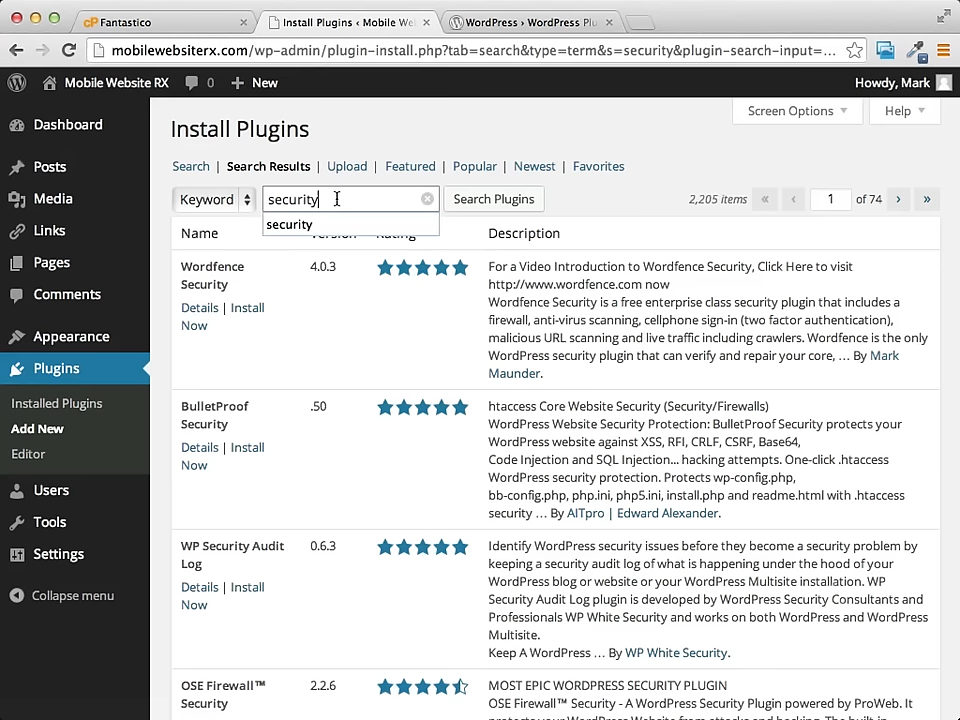 Fantastico
Install Plugins ‹ Mobile We
WordPress › WordPress Plu
mobilewebsiterx.com/wp-admin/plugin-install.php?tab=search&type=term&s=security&plugin-search-input=...
Mobile Website RX 0 + New Howdy, Mark
Screen Options Help
Dashboard
Posts
Media
Links
Pages
Comments
Appearance
Plugins
Installed Plugins
Add New
Editor
Users
Tools
Settings
Collapse menu
Install Plugins
Search | Search Results | Upload | Featured | Popular | Newest | Favorites
Keyword security Search Plugins 2,205 items « ‹ 1 of 74 › »
security
Name Version Rating Description
Wordfence Security
4.0.3
Details | Install Now
For a Video Introduction to Wordfence Security, Click Here to visit
http://www.wordfence.com now
Wordfence Security is a free enterprise class security plugin that includes a
firewall, anti-virus scanning, cellphone sign-in (two factor authentication),
malicious URL scanning and live traffic including crawlers. Wordfence is the only
WordPress security plugin that can verify and repair your core, … By Mark
Maunder.
BulletProof Security
.50
Details | Install Now
htaccess Core Website Security (Security/Firewalls)
WordPress Website Security Protection: BulletProof Security protects your
WordPress website against XSS, RFI, CRLF, CSRF, Base64,
Code Injection and SQL Injection... hacking attempts. One-click .htaccess
WordPress security protection. Protects wp-config.php,
bb-config.php, php.ini, php5.ini, install.php and readme.html with .htaccess
security … By AITpro | Edward Alexander.
WP Security Audit Log
0.6.3
Details | Install Now
Identify WordPress security issues before they become a security problem by
keeping a security audit log of what is happening under the hood of your
WordPress blog or website or your WordPress Multisite installation. WP
Security Audit Log plugin is developed by WordPress Security Consultants and
Professionals WP White Security and works on both WordPress and WordPress
Multisite.
Keep A WordPress … By WP White Security.
OSE Firewall™ Security
2.2.6
MOST EPIC WORDPRESS SECURITY PLUGIN
OSE Firewall™ Security - A WordPress Security Plugin powered by ProWeb. It